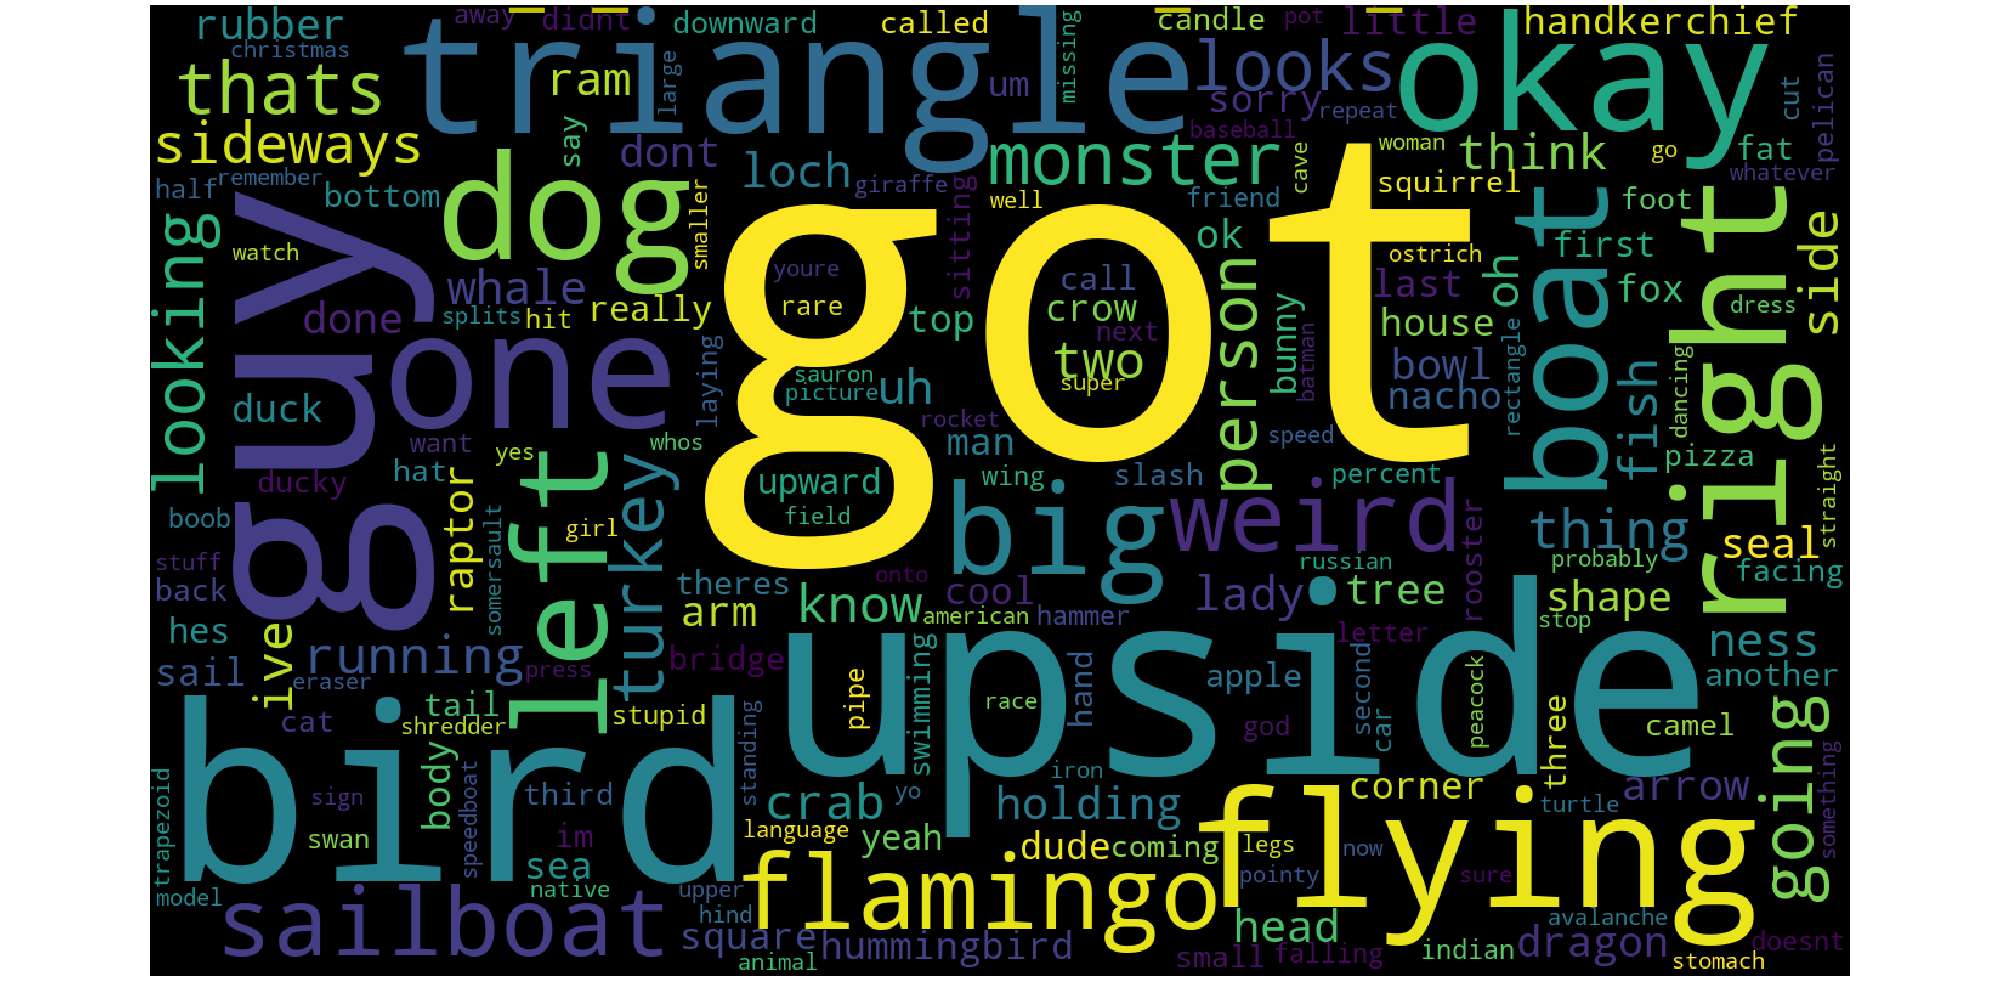 rubber
away
didnt
downward
called
candle
pot
little
handkerchief
christmas
triangle
okay
thats
ram
large
um
missing
looks
sorry
repeat
cut
pelican
sideways
say
dont
loch
giraffe
monster
baseball
cave
woman
think
go
fat
whatever
half
remember
bottom
dog
smaller
sitting
well
friend
squirrel
foot
looking
watch
guy
whale
youre
got
ok
call
ostrich
boat
first
right
side
done
splits
hit
really
rare
top
crow
next
person
bunny
batman
last
oh
fox
dress
house
one
laying
two
sauron
super
picture
uh
bowl
nacho
rectangle
fish
dancing
duck
want
hat
yes
whos
rocket
man
speed
ducky
raptor
left
turkey
upward
wing
slash
percent
pizza
straight
boob
field
girl
big
weird
rooster
thing
seal
stuff
somersault
back
theres
onto
cool
russian
probably
facing
arm
know
american
hammer
lady
tree
shape
stop
hes
ive
running
bridge
letter
ness
sail
eraser
press
upside
another
swimming
hand
apple
second
cat
tail
shredder
stupid
pipe
race
god
car
peacock
three
camel
going
something
bird
body
standing
iron
trapezoid
sign
speedboat
third
crab
yo
holding
corner
turtle
arrow
swan
im
language
yeah
dude
coming
flying
legs
now
model
sea
native
upper
flamingo
pointy
sure
sailboat
hind
square
hummingbird
head
avalanche
animal
small
falling
indian
dragon
doesnt
stomach